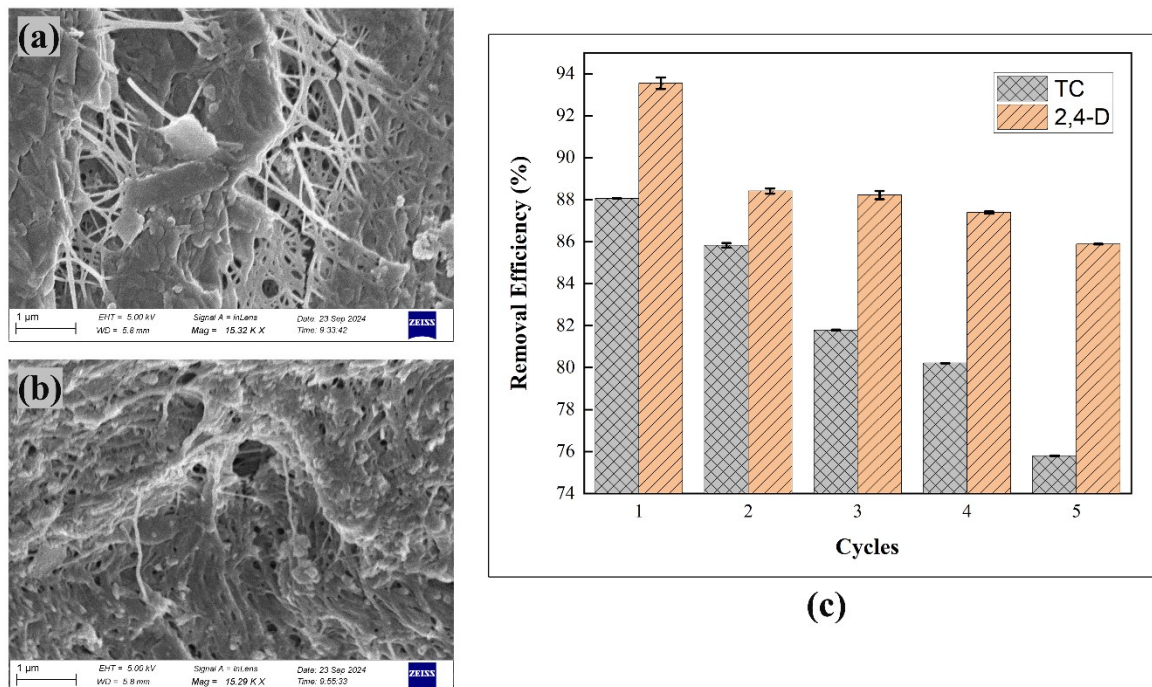 (a)
1 µm
EHT = 5.00 kV
WD = 5.8 mm
Signal A = InLens
Mag = 15.32 K X
Date: 23 Sep 2024
Time: 9:33:42
ZEISS
(b)
1 µm
EHT = 5.00 kV
WD = 5.8 mm
Signal A = InLens
Mag = 15.29 K X
Date: 23 Sep 2024
Time: 9:55:33
ZEISS
Removal Efficiency (%)
94
92
90
88
86
84
82
80
78
76
74
TC
2,4-D
1 2 3 4 5
Cycles
(c)